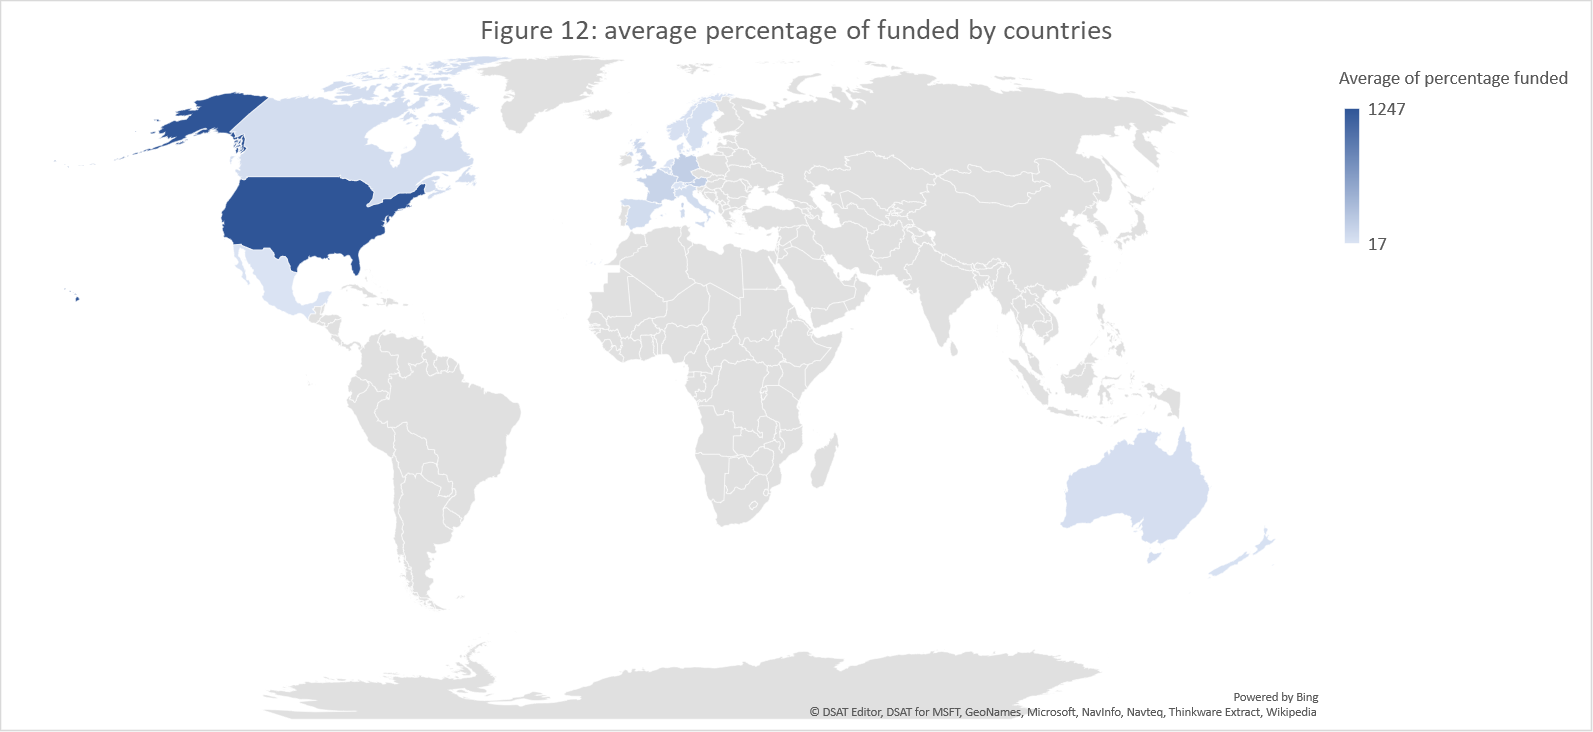 Figure 12: average percentage of funded by countries
Average of percentage funded
1247
17
Powered by Bing
© DSAT Editor, DSAT for MSFT, GeoNames, Microsoft, NavInfo, Navteq, Thinkware Extract, Wikipedia